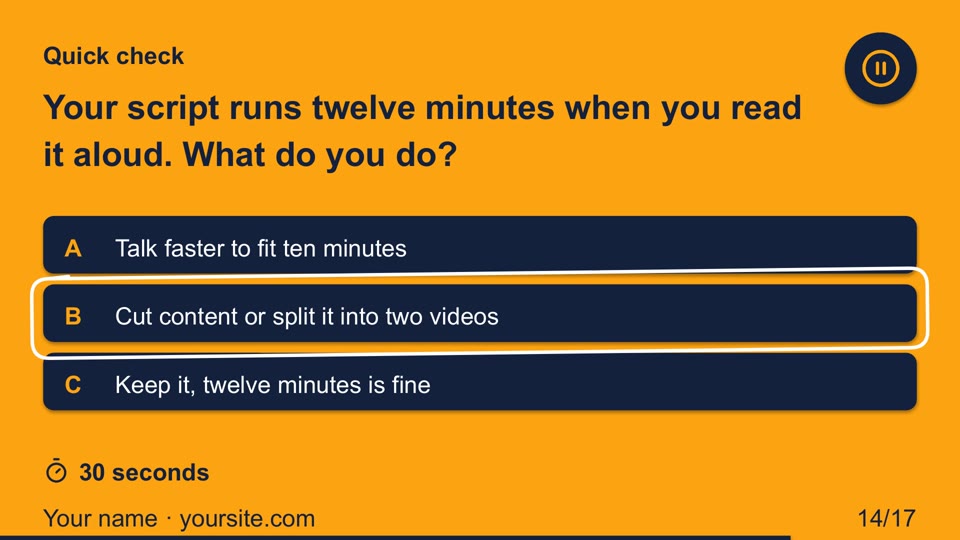 Quick check
Your script runs twelve minutes when you read
it aloud. What do you do?
A Talk faster to fit ten minutes
B Cut content or split it into two videos
C Keep it, twelve minutes is fine
30 seconds
Your name · yoursite.com 14/17